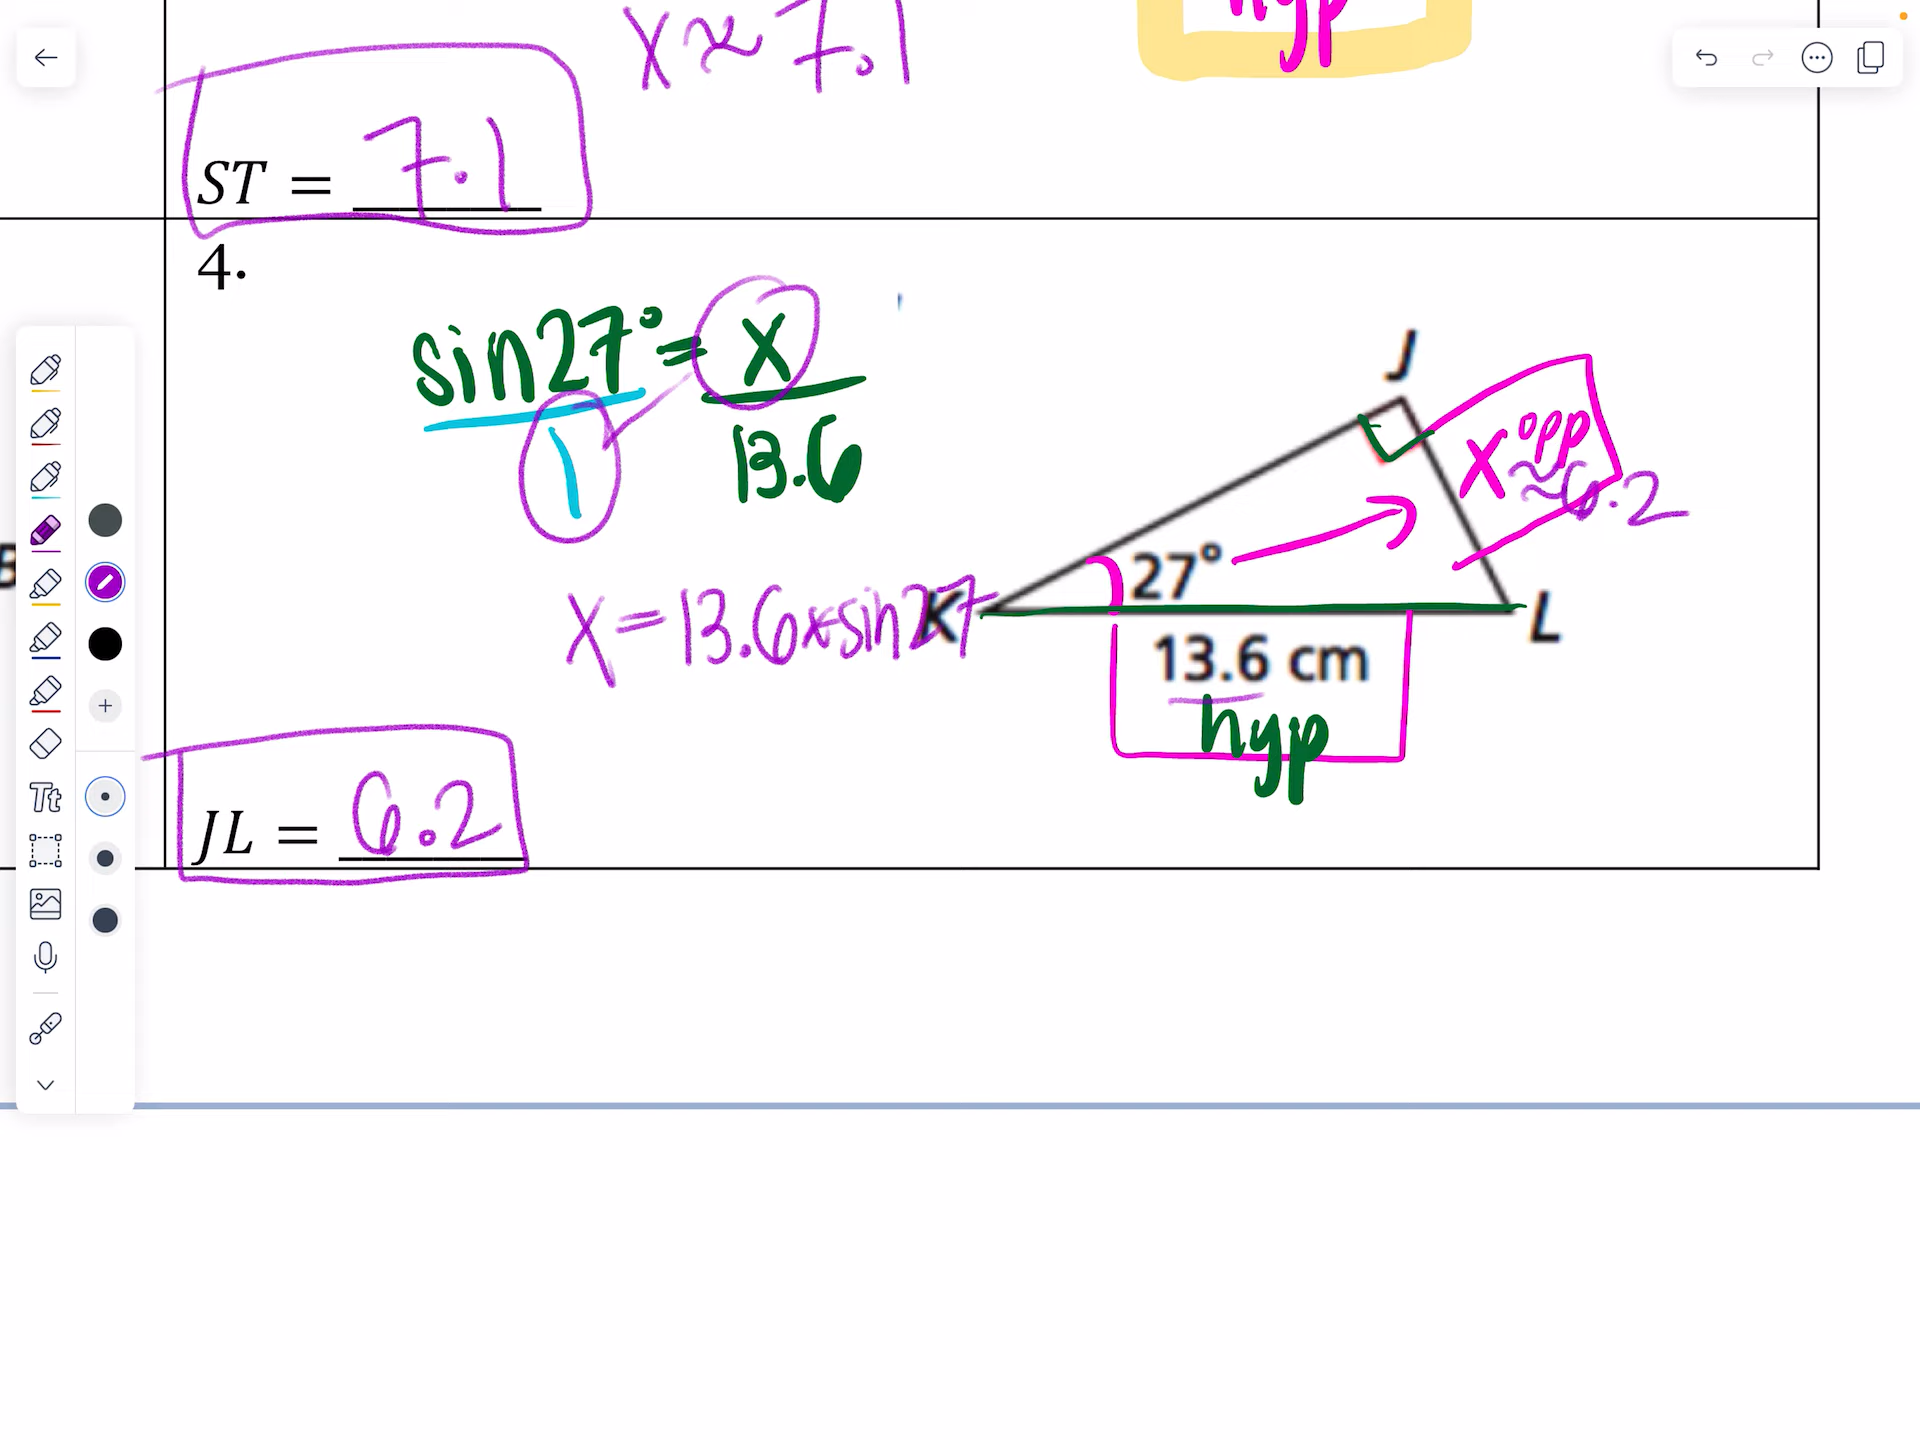 hyp
x ≈ 7.1
ST = 7.1
4.
sin27° = x
1
13.6
J
x opp
≈ 6.2
27°
x = 13.6 x sin27
K
L
13.6 cm
hyp
JL = 6.2
B
Tt